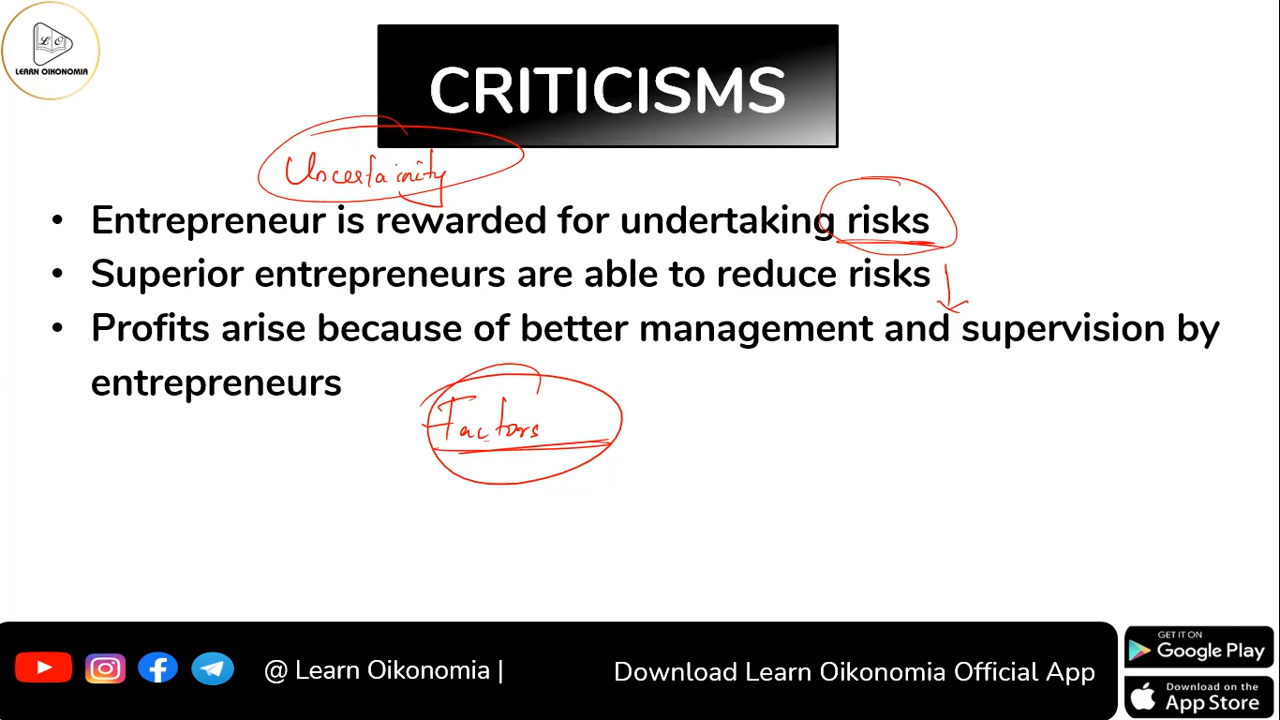 LO
LEARN OIKONOMIA
CRITICISMS
Uncertainity
• Entrepreneur is rewarded for undertaking risks
• Superior entrepreneurs are able to reduce risks
• Profits arise because of better management and supervision by
entrepreneurs
Factors
@ Learn Oikonomia |
Download Learn Oikonomia Official App
GET IT ON
Google Play
Download on the
App Store